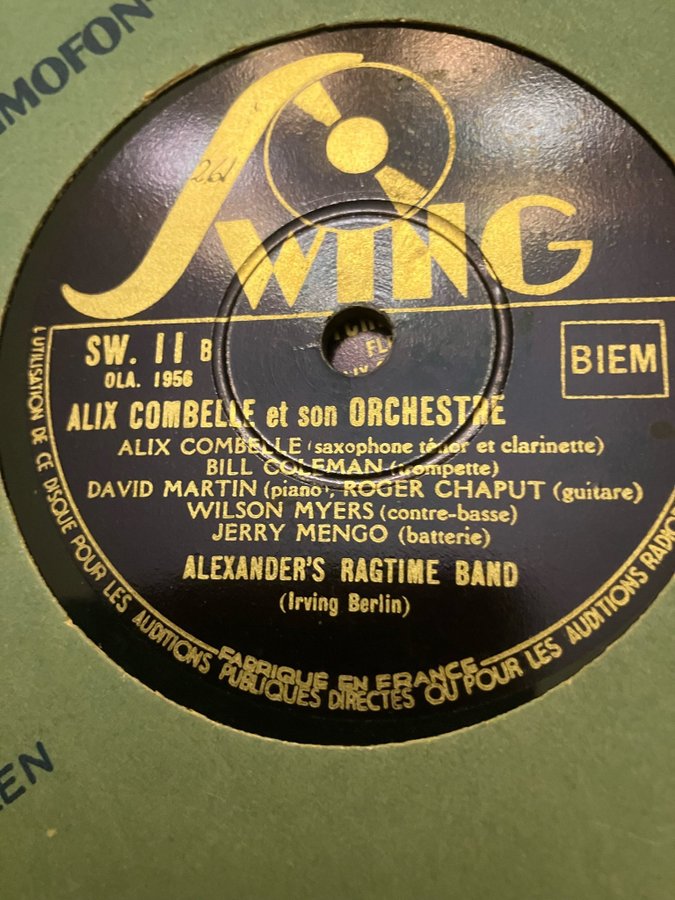 MOFON
261
SWING
SW. 11 B
OLA. 1956
BIEM
ALIX COMBELLE et son ORCHESTRE
ALIX COMBELLE (saxophone ténor et clarinette)
BILL COLEMAN (trompette)
DAVID MARTIN (piano), ROGER CHAPUT (guitare)
WILSON MYERS (contre-basse)
JERRY MENGO (batterie)
ALEXANDER'S RAGTIME BAND
(Irving Berlin)
FABRIQUÉ EN FRANCE
L'UTILISATION DE CE DISQUE POUR LES AUDITIONS PUBLIQUES DIRECTES OU POUR LES AUDITIONS RADIO
EN